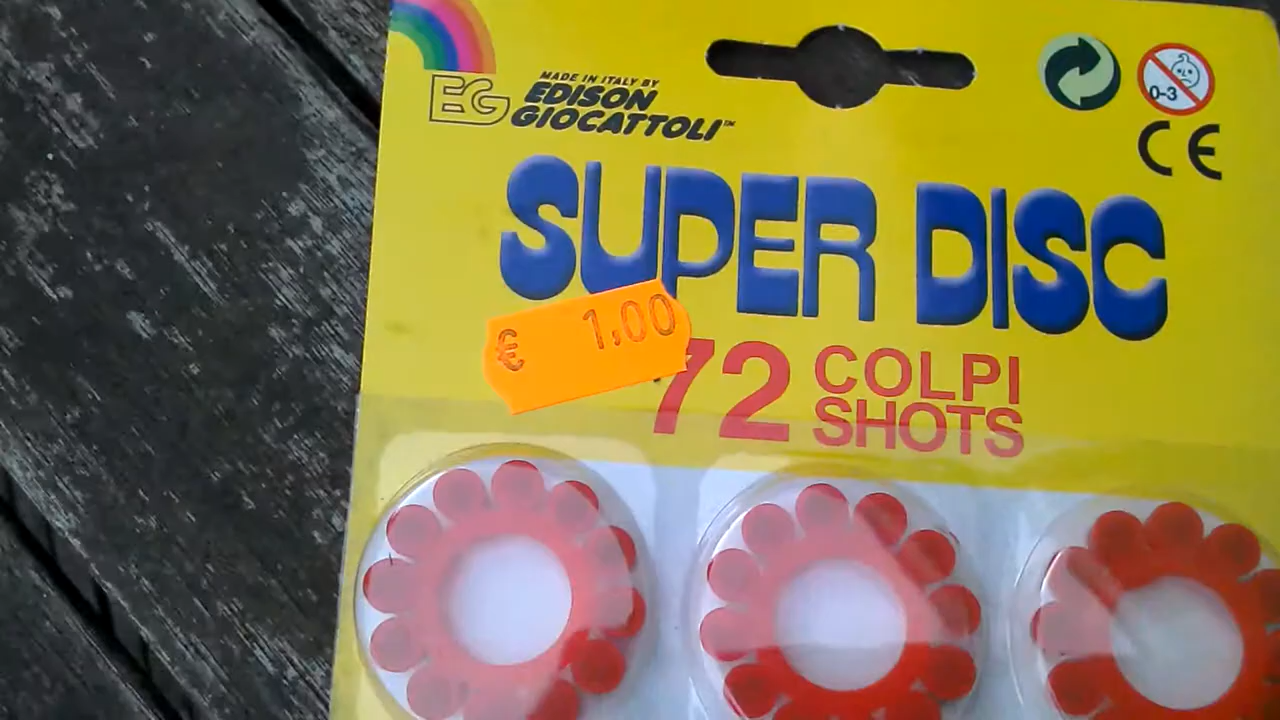 EG
MADE IN ITALY BY
EDISON
GIOCATTOLI™
0-3
CE
SUPER DISC
€ 1,00
72 COLPI
SHOTS